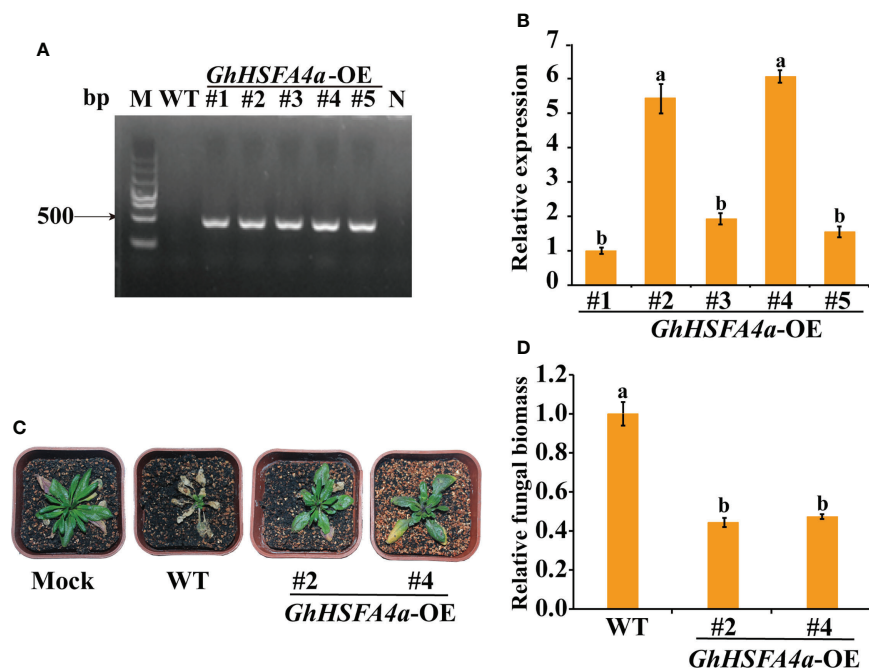 A
GhHSFA4a-OE
bp M WT #1 #2 #3 #4 #5 N
500
B
Relative expression
7
6
5
4
3
2
1
0
b
a
b
a
b
#1 #2 #3 #4 #5
GhHSFA4a-OE
C
Mock WT #2 #4
GhHSFA4a-OE
D
Relative fungal biomass
1.2
1.0
0.8
0.6
0.4
0.2
0.0
a
b
b
WT #2 #4
GhHSFA4a-OE